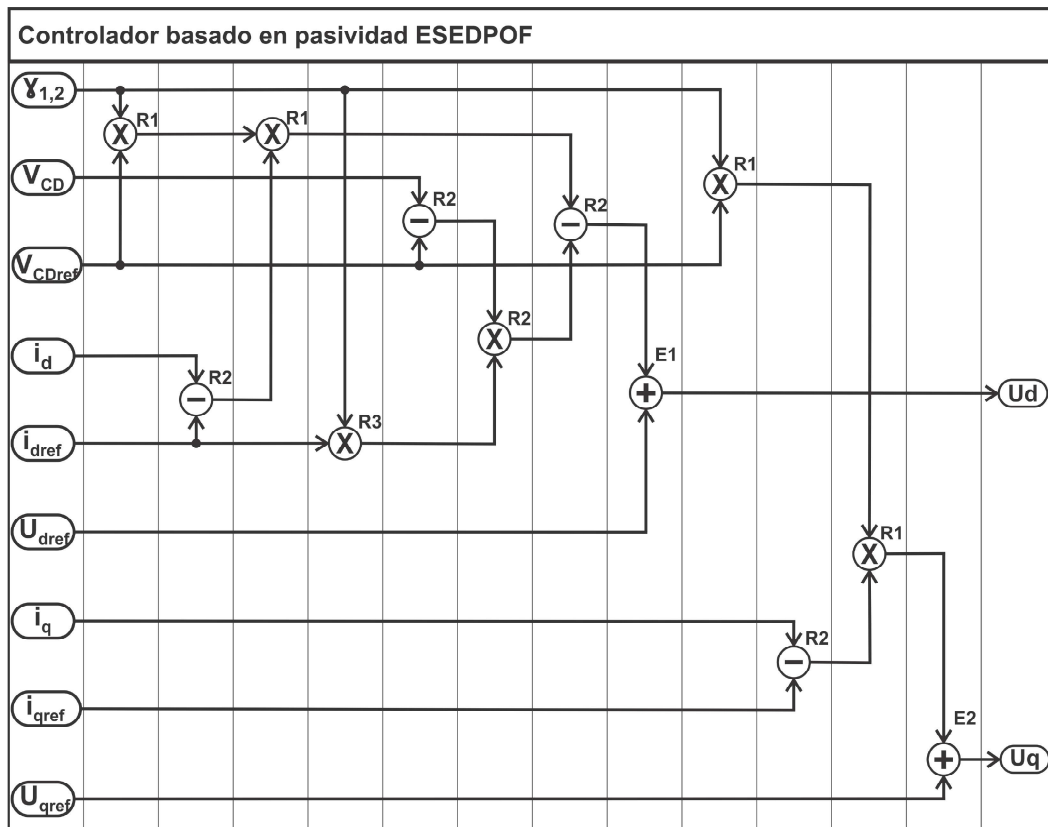 Controlador basado en pasividad ESEDPOF
ɣ1,2
X R1
X R1
VCD
X R1
− R2
− R2
VCDref
X R2
id
E1
− R2
+
Ud
idref
X R3
Udref
X R1
iq
− R2
iqref
E2
+
Uq
Uqref